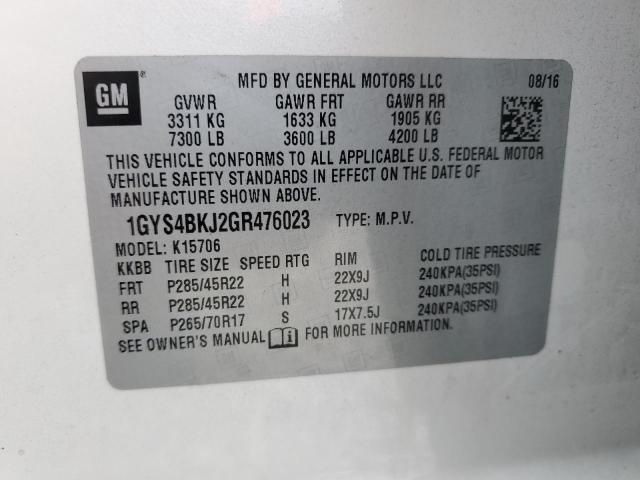 GM
MFD BY GENERAL MOTORS LLC 08/16
GVWR GAWR FRT GAWR RR
3311 KG 1633 KG 1905 KG
7300 LB 3600 LB 4200 LB
THIS VEHICLE CONFORMS TO ALL APPLICABLE U.S. FEDERAL MOTOR
VEHICLE SAFETY STANDARDS IN EFFECT ON THE DATE OF
MANUFACTURE SHOWN ABOVE.
1GYS4BKJ2GR476023 TYPE: M.P.V.
MODEL: K15706
KKBB TIRE SIZE SPEED RTG RIM COLD TIRE PRESSURE
FRT P285/45R22 H 22X9J 240KPA(35PSI)
RR P285/45R22 H 22X9J 240KPA(35PSI)
SPA P265/70R17 S 17X7.5J 240KPA(35PSI)
SEE OWNER'S MANUAL FOR MORE INFORMATION.